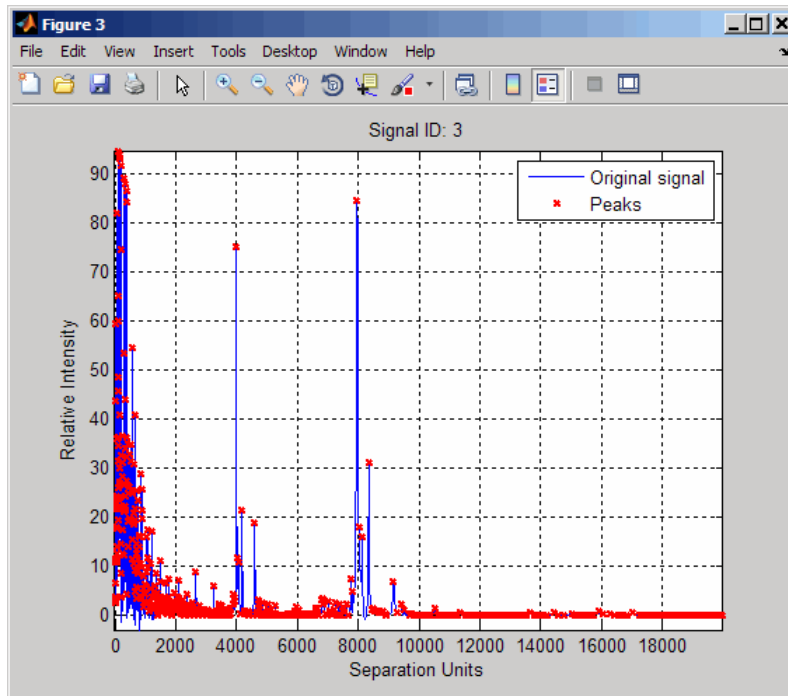 Figure 3
File Edit View Insert Tools Desktop Window Help
Signal ID: 3
Original signal
Peaks
90
80
70
60
50
40
30
20
10
0
Relative Intensity
0 2000 4000 6000 8000 10000 12000 14000 16000 18000
Separation Units